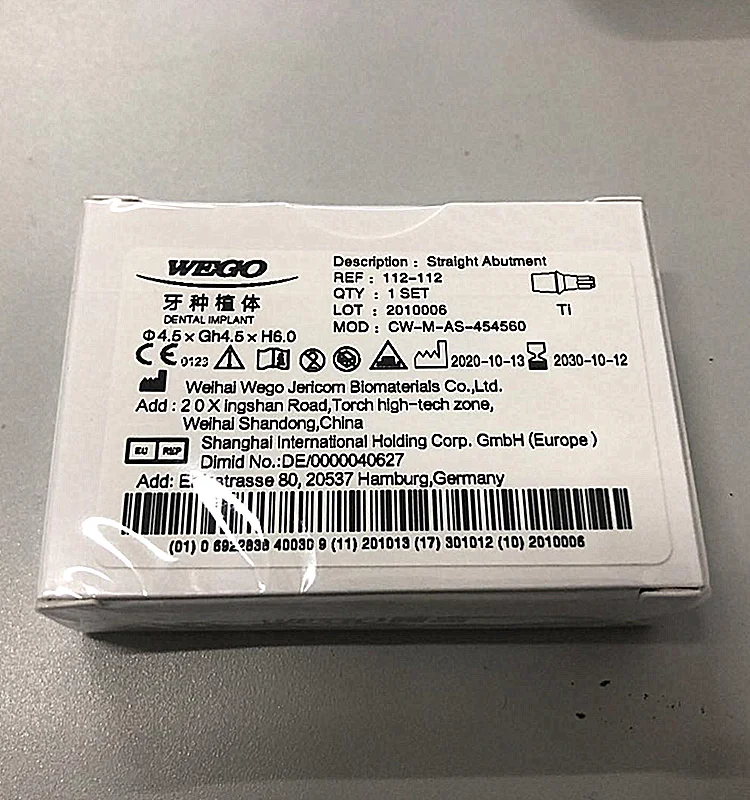 WEGO
牙种植体
DENTAL IMPLANT
Φ4.5×Gh4.5×H6.0
Description : Straight Abutment
REF : 112-112
QTY : 1 SET
LOT : 2010006
MOD : CW-M-AS-454560
TI
CE 0123
2020-10-13
2030-10-12
Weihai Wego Jericom Biomaterials Co.,Ltd.
Add : 2 0 X ingshan Road,Torch high-tech zone,
Weihai Shandong,China
EU REP
Shanghai International Holding Corp. GmbH (Europe )
Dimid No.:DE/0000040627
Add: 80, 20537 Hamburg,Germany
(01) 0 6922838 40030 9 (11) 201013 (17) 301012 (10) 2010006